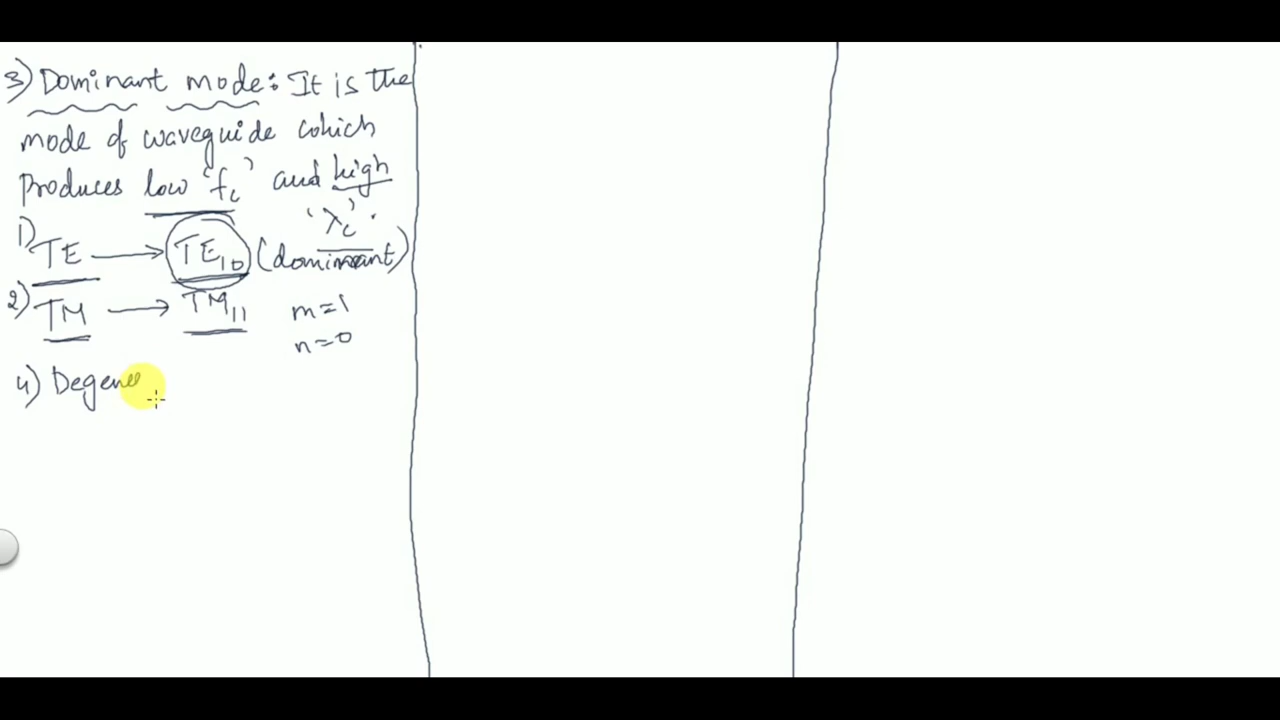 3) Dominant mode: It is the
mode of waveguide which
produces low 'fc' and high
'λc'.
1) TE → TE10 (dominant)
2) TM → TM11 m=1
n=0
4) Degene